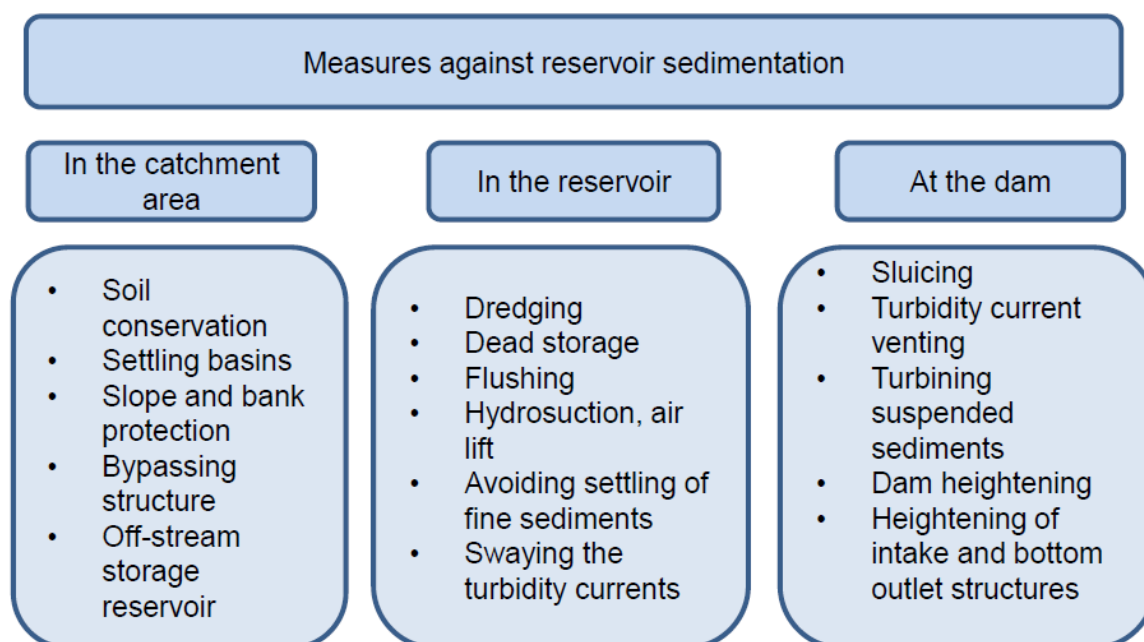 Measures against reservoir sedimentation
In the catchment
area
In the reservoir
At the dam
• Soil
conservation
• Settling basins
• Slope and bank
protection
• Bypassing
structure
• Off-stream
storage
reservoir
• Dredging
• Dead storage
• Flushing
• Hydrosuction, air
lift
• Avoiding settling of
fine sediments
• Swaying the
turbidity currents
• Sluicing
• Turbidity current
venting
• Turbining
suspended
sediments
• Dam heightening
• Heightening of
intake and bottom
outlet structures